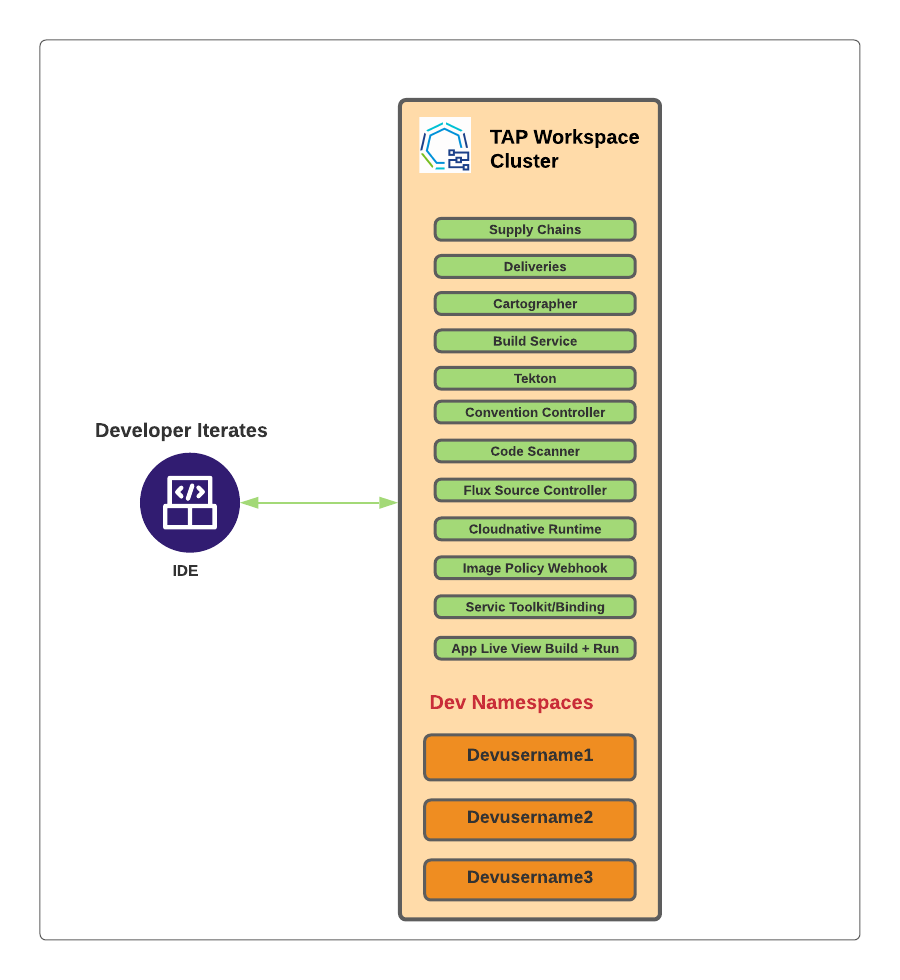 TAP Workspace
Cluster
Supply Chains
Deliveries
Cartographer
Build Service
Tekton
Convention Controller
Code Scanner
Flux Source Controller
Cloudnative Runtime
Image Policy Webhook
Servic Toolkit/Binding
App Live View Build + Run
Developer Iterates
IDE
Dev Namespaces
Devusername1
Devusername2
Devusername3